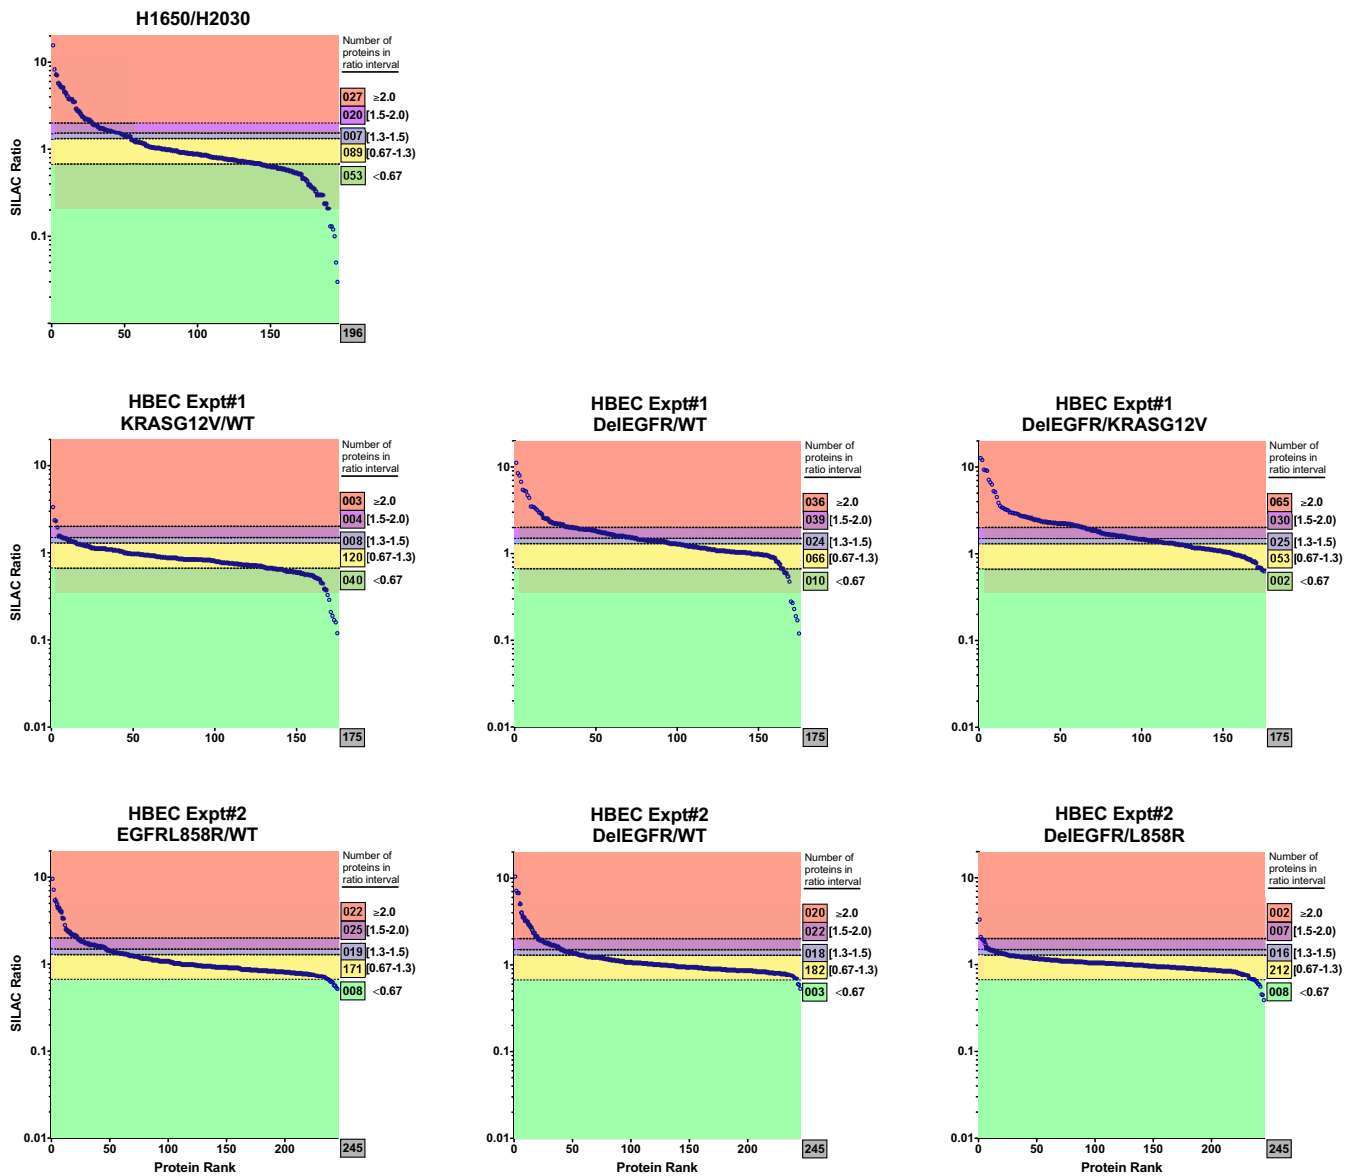 H1650/H2030
Number of
proteins in
ratio interval
SILAC Ratio
10
1
0.1
027 ≥2.0
020 [1.5-2.0)
007 [1.3-1.5)
089 [0.67-1.3)
053 <0.67
0 50 100 150 196
HBEC Expt#1
KRASG12V/WT
Number of
proteins in
ratio interval
SILAC Ratio
10
1
0.1
0.01
003 ≥2.0
004 [1.5-2.0)
008 [1.3-1.5)
120 [0.67-1.3)
040 <0.67
0 50 100 150 175
HBEC Expt#1
DelEGFR/WT
Number of
proteins in
ratio interval
10
1
0.1
0.01
036 ≥2.0
039 [1.5-2.0)
024 [1.3-1.5)
066 [0.67-1.3)
010 <0.67
0 50 100 150 175
HBEC Expt#1
DelEGFR/KRASG12V
Number of
proteins in
ratio interval
10
1
0.1
0.01
065 ≥2.0
030 [1.5-2.0)
025 [1.3-1.5)
053 [0.67-1.3)
002 <0.67
0 50 100 150 175
HBEC Expt#2
EGFRL858R/WT
Number of
proteins in
ratio interval
SILAC Ratio
10
1
0.1
0.01
022 ≥2.0
025 [1.5-2.0)
019 [1.3-1.5)
171 [0.67-1.3)
008 <0.67
0 50 100 150 200 245
Protein Rank
HBEC Expt#2
DelEGFR/WT
Number of
proteins in
ratio interval
10
1
0.1
0.01
020 ≥2.0
022 [1.5-2.0)
018 [1.3-1.5)
182 [0.67-1.3)
003 <0.67
0 50 100 150 200 245
Protein Rank
HBEC Expt#2
DelEGFR/L858R
Number of
proteins in
ratio interval
10
1
0.1
0.01
002 ≥2.0
007 [1.5-2.0)
016 [1.3-1.5)
212 [0.67-1.3)
008 <0.67
0 50 100 150 200 245
Protein Rank